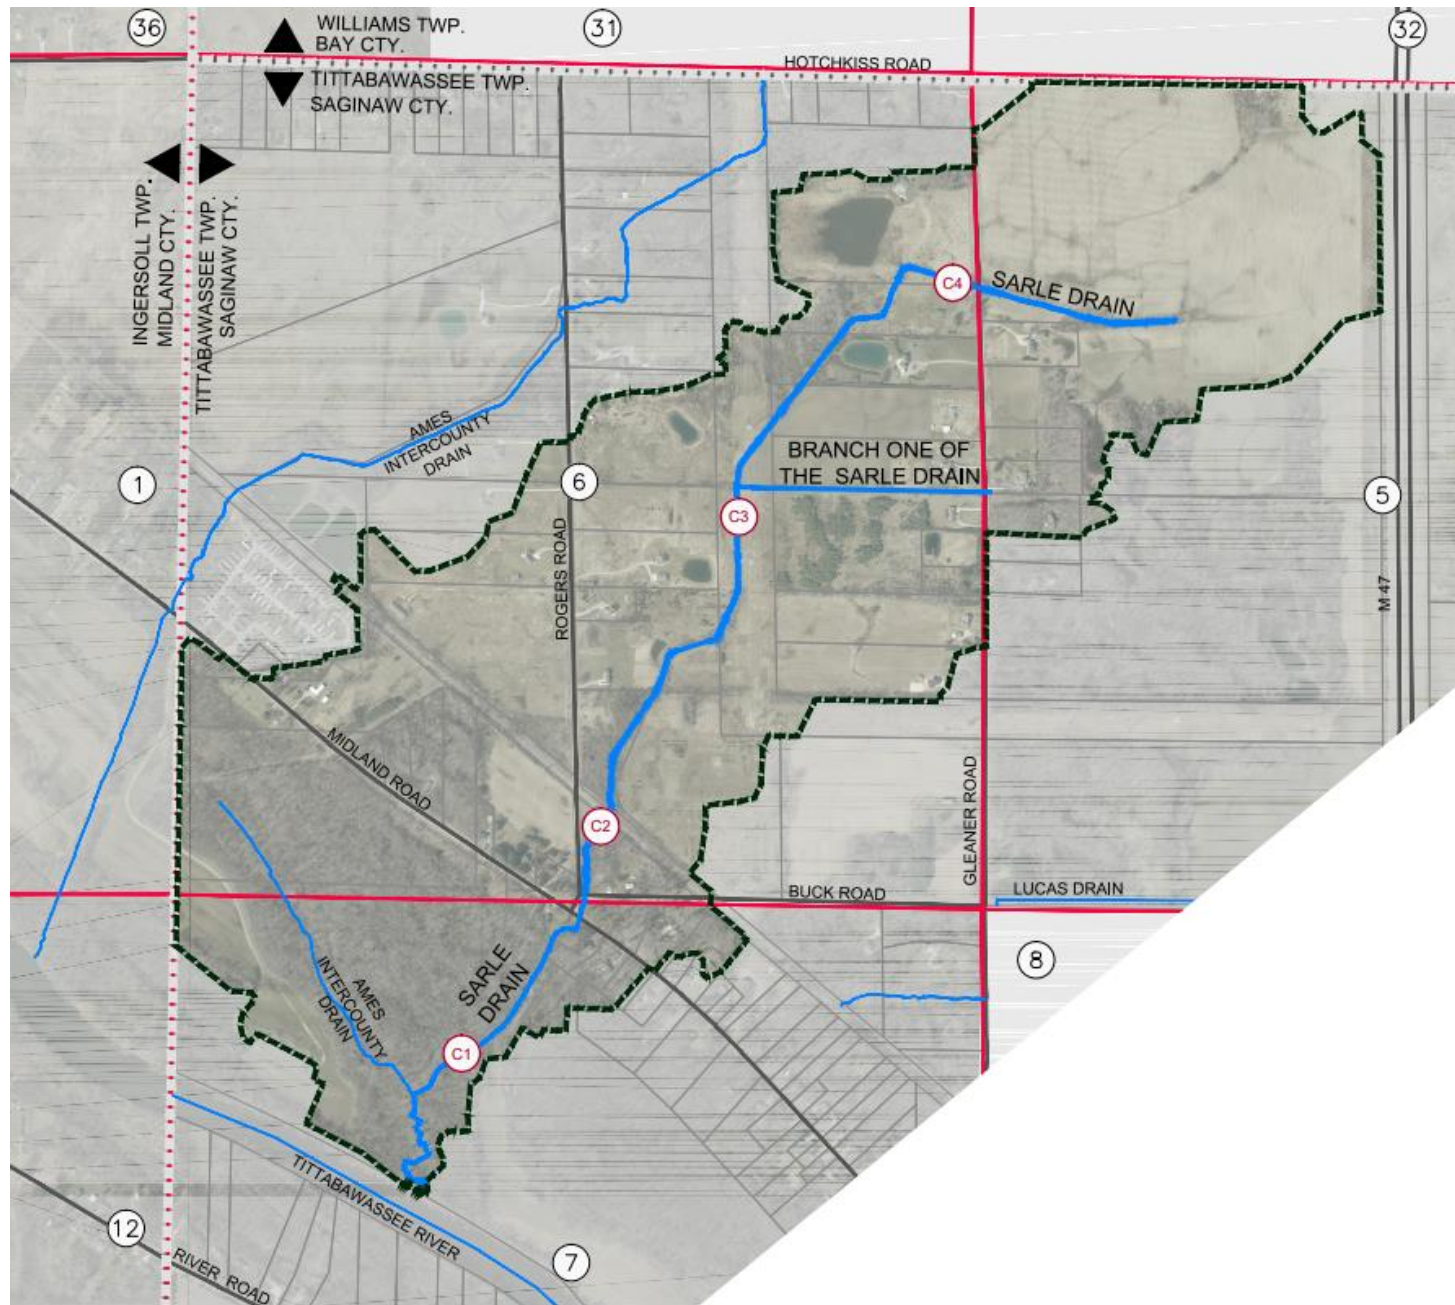 36
WILLIAMS TWP.
BAY CTY.
31
32
HOTCHKISS ROAD
TITTABAWASSEE TWP.
SAGINAW CTY.
INGERSOLL TWP.
MIDLAND CTY.
TITTABAWASSEE TWP.
SAGINAW CTY.
C4
SARLE DRAIN
AMES
INTERCOUNTY
DRAIN
BRANCH ONE OF
THE SARLE DRAIN
1
6
5
C3
ROGERS ROAD
M 47
MIDLAND ROAD
C2
GLEANER ROAD
BUCK ROAD
LUCAS DRAIN
8
SARLE
DRAIN
AMES
INTERCOUNTY
DRAIN
C1
TITTABAWASSEE RIVER
12
7
RIVER ROAD